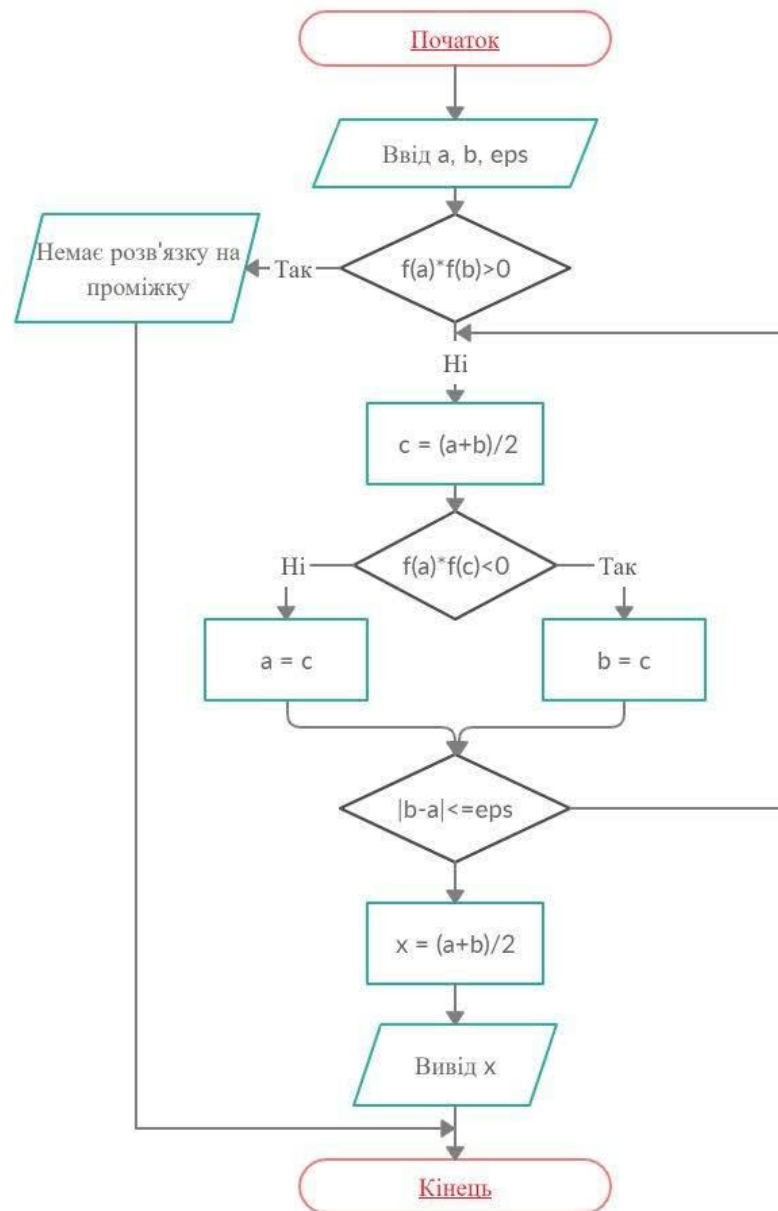 Початок
Ввід a, b, eps
Немає розв'язку на
проміжку
Так
f(a)*f(b)>0
Ні
c = (a+b)/2
Ні
f(a)*f(c)<0
Так
a = c
b = c
|b-a|<=eps
x = (a+b)/2
Вивід x
Кінець